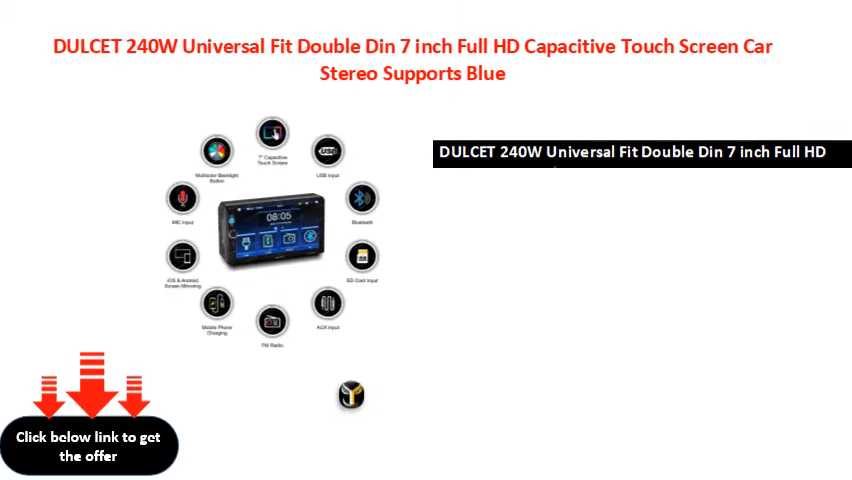 DULCET 240W Universal Fit Double Din 7 inch Full HD Capacitive Touch Screen Car
Stereo Supports Blue
DULCET 240W Universal Fit Double Din 7 inch Full HD
7" Capacitive
Touch Screen
Multicolor Backlight
Button
USB
USB Input
MIC Input
08:05
Bluetooth
iOS & Android
Screen Mirroring
SD Card Input
Mobile Phone
Charging
FM Radio
AUX Input
Click below link to get
the offer